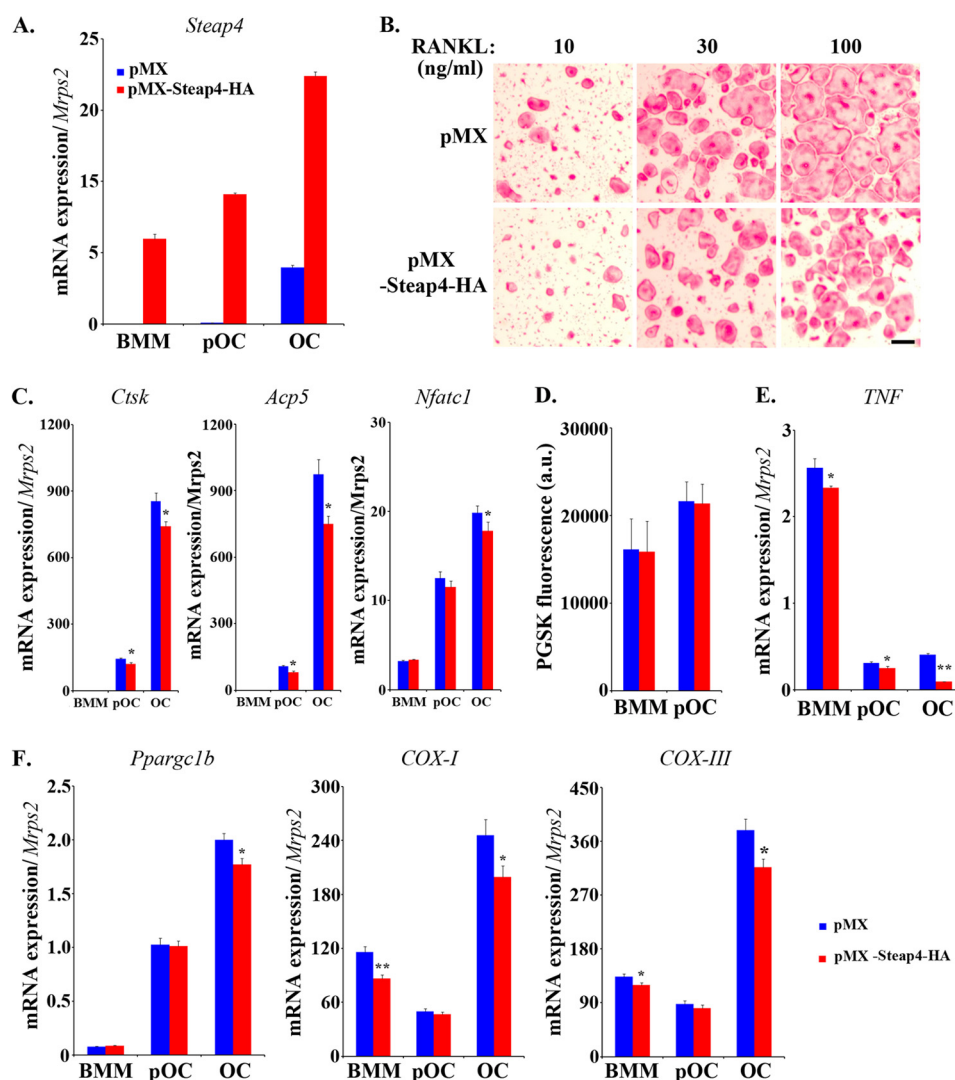 A.
Steap4
mRNA expression/ Mrps2
25
20
15
5
5
0
pMX
pMX-Steap4-HA
BMM pOC OC
B.
RANKL: 10 30 100
(ng/ml)
pMX
pMX
-Steap4-HA
C.
Ctsk
mRNA expression/ Mrps2
1200
900
600
300
0
*
*
BMM pOC OC
Acp5
mRNA expression/Mrps2
1200
900
600
300
0
*
*
BMM pOC OC
Nfatc1
mRNA expression/Mrps2
30
20
10
0
*
BMM pOC OC
D.
PGSK fluorescence (a.u.)
30000
20000
10000
0
BMM pOC
E.
TNF
mRNA expression/ Mrps2
3
2
1
0
*
*
**
BMM pOC OC
F.
Ppargc1b
mRNA expression/ Mrps2
2.5
2.0
1.5
1.0
0.5
0.0
*
BMM pOC OC
COX-I
mRNA expression/ Mrps2
300
240
180
120
60
0
**
*
BMM pOC OC
COX-III
mRNA expression/ Mrps2
450
360
270
180
90
0
*
*
BMM pOC OC
pMX
pMX -Steap4-HA